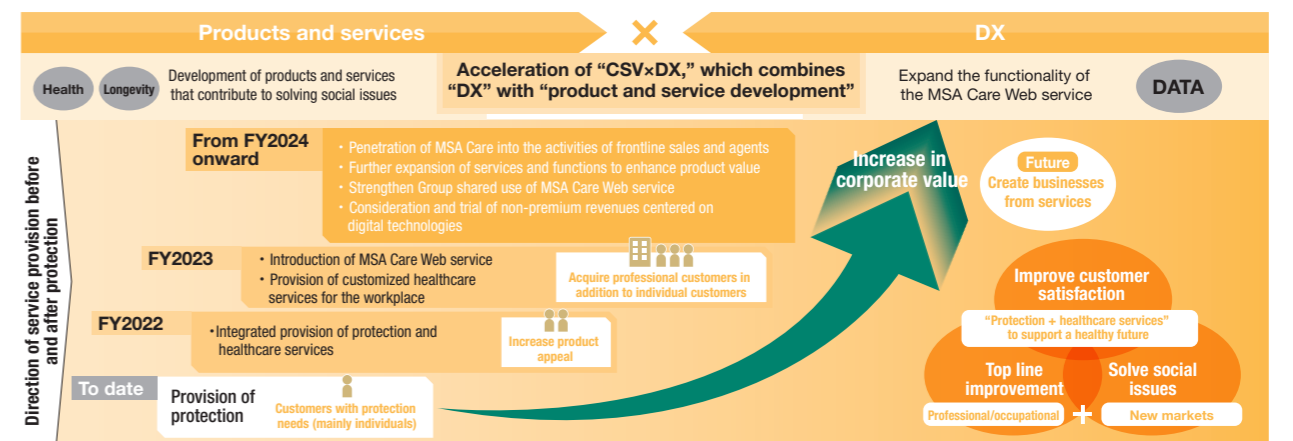 Products and services
×
DX
Health
Longevity
Development of products and services
that contribute to solving social issues
Acceleration of “CSV×DX,” which combines
“DX” with “product and service development”
Expand the functionality of
the MSA Care Web service
DATA
Direction of service provision before
and after protection
From FY2024
onward
・Penetration of MSA Care into the activities of frontline sales and agents
・Further expansion of services and functions to enhance product value
・Strengthen Group shared use of MSA Care Web service
・Consideration and trial of non-premium revenues centered on
digital technologies
Increase in
corporate value
Future
Create businesses
from services
FY2023
・Introduction of MSA Care Web service
・Provision of customized healthcare
services for the workplace
Acquire professional customers in
addition to individual customers
FY2022
・Integrated provision of protection and
healthcare services
Increase product
appeal
To date
Provision of
protection
Customers with protection
needs (mainly individuals)
Improve customer
satisfaction
“Protection + healthcare services”
to support a healthy future
Top line
improvement
Professional/occupational
+
Solve social
issues
New markets